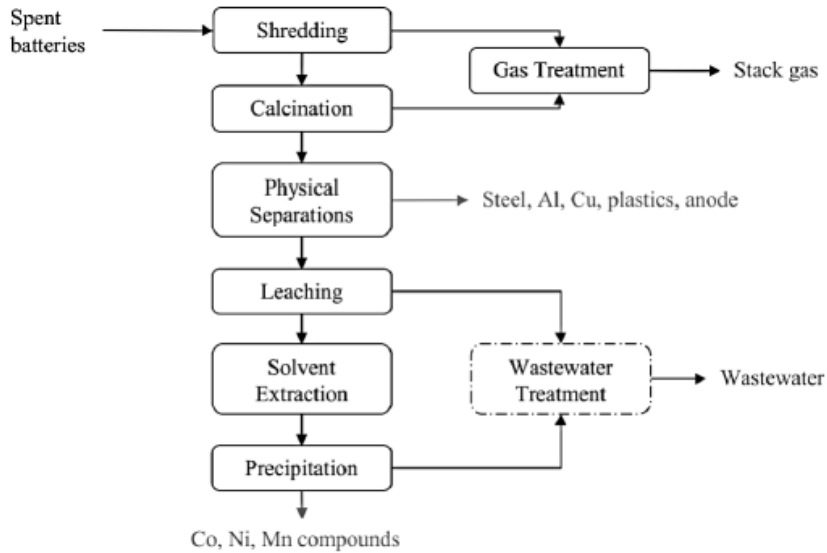 Spent
batteries
Shredding
Gas Treatment
Stack gas
Calcination
Physical
Separations
Steel, Al, Cu, plastics, anode
Leaching
Solvent
Extraction
Wastewater
Treatment
Wastewater
Precipitation
Co, Ni, Mn compounds